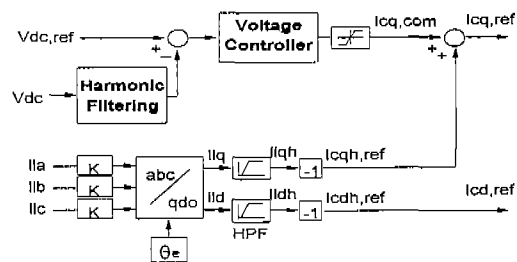 Vdc,ref
+
−
Voltage
Controller
Icq,com
+
+
Icq,ref
Vdc
Harmonic
Filtering
Ila
K
Ilb
K
Ilc
K
abc
qdo
θe
Ilq
Ilqh
-1
Icqh,ref
Ild
Ildh
-1
Icdh,ref
Icd,ref
HPF